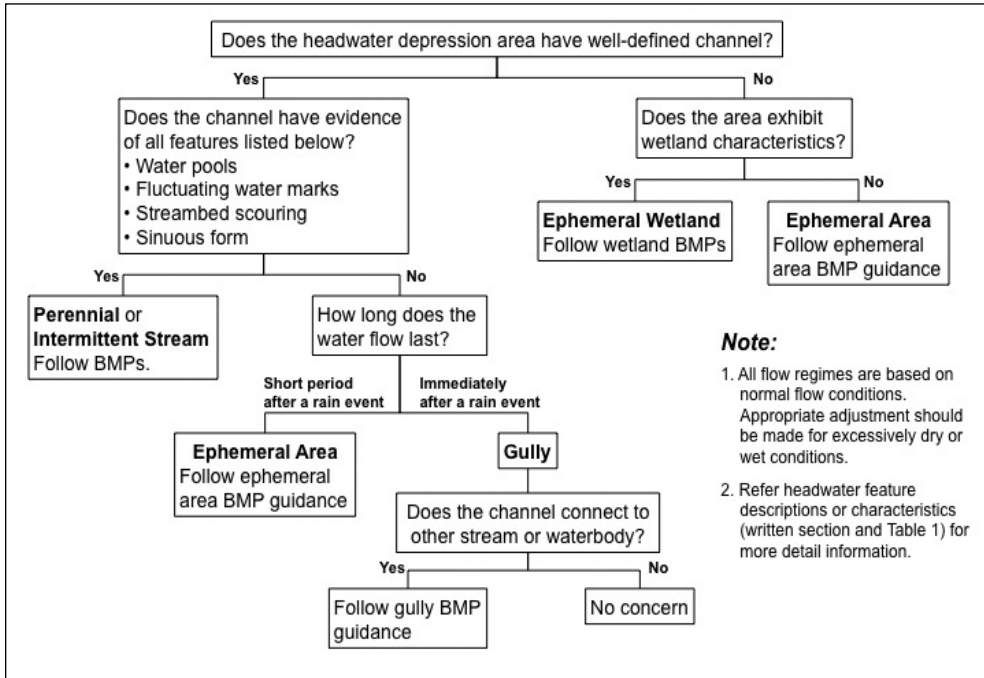 Does the headwater depression area have well-defined channel?
Yes
No
Does the channel have evidence
of all features listed below?
• Water pools
• Fluctuating water marks
• Streambed scouring
• Sinuous form
Does the area exhibit
wetland characteristics?
Yes
No
Ephemeral Wetland
Follow wetland BMPs
Ephemeral Area
Follow ephemeral
area BMP guidance
Yes
No
Perennial or
Intermittent Stream
Follow BMPs.
How long does the
water flow last?
Short period
after a rain event
Immediately
after a rain event
Ephemeral Area
Follow ephemeral
area BMP guidance
Gully
Does the channel connect to
other stream or waterbody?
Yes
No
Follow gully BMP
guidance
No concern
Note:
1. All flow regimes are based on
normal flow conditions.
Appropriate adjustment should
be made for excessively dry or
wet conditions.
2. Refer headwater feature
descriptions or characteristics
(written section and Table 1) for
more detail information.